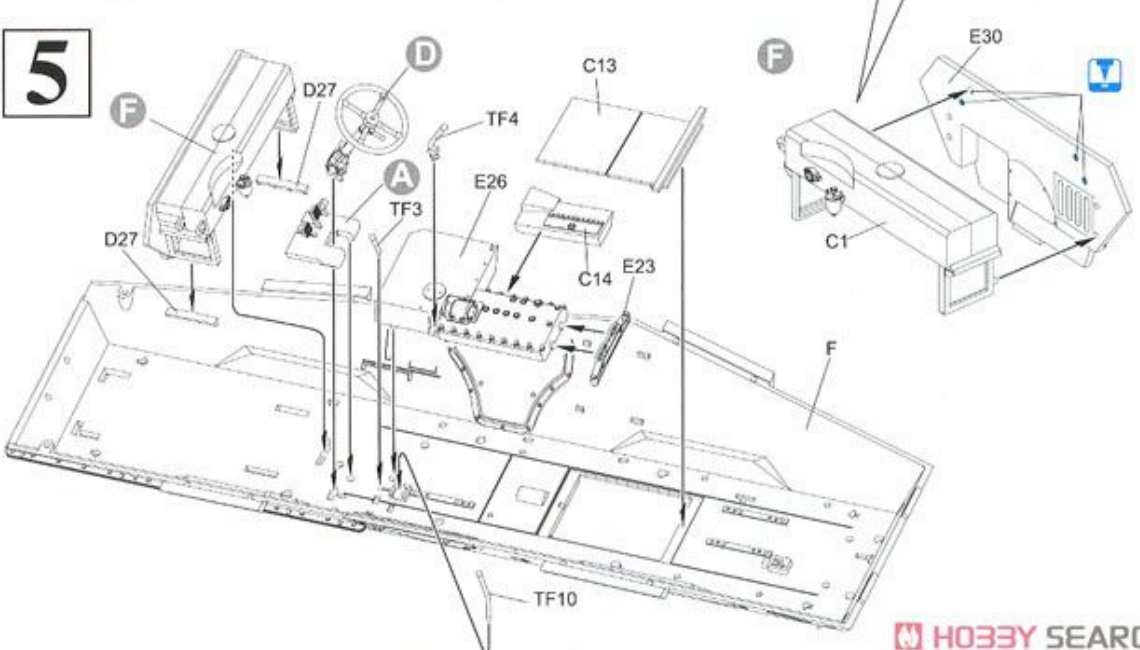 5
F
D27
D
TF4
C13
F
E30
A
TF3
E26
D27
C14
E23
C1
F
TF10
HOBBY SEARC